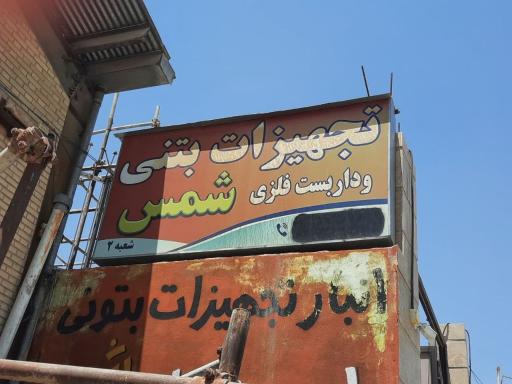 تجهیزات بتنی
وداربست فلزی شمس
شعبه ۲
انبار تجهیزات بتونی